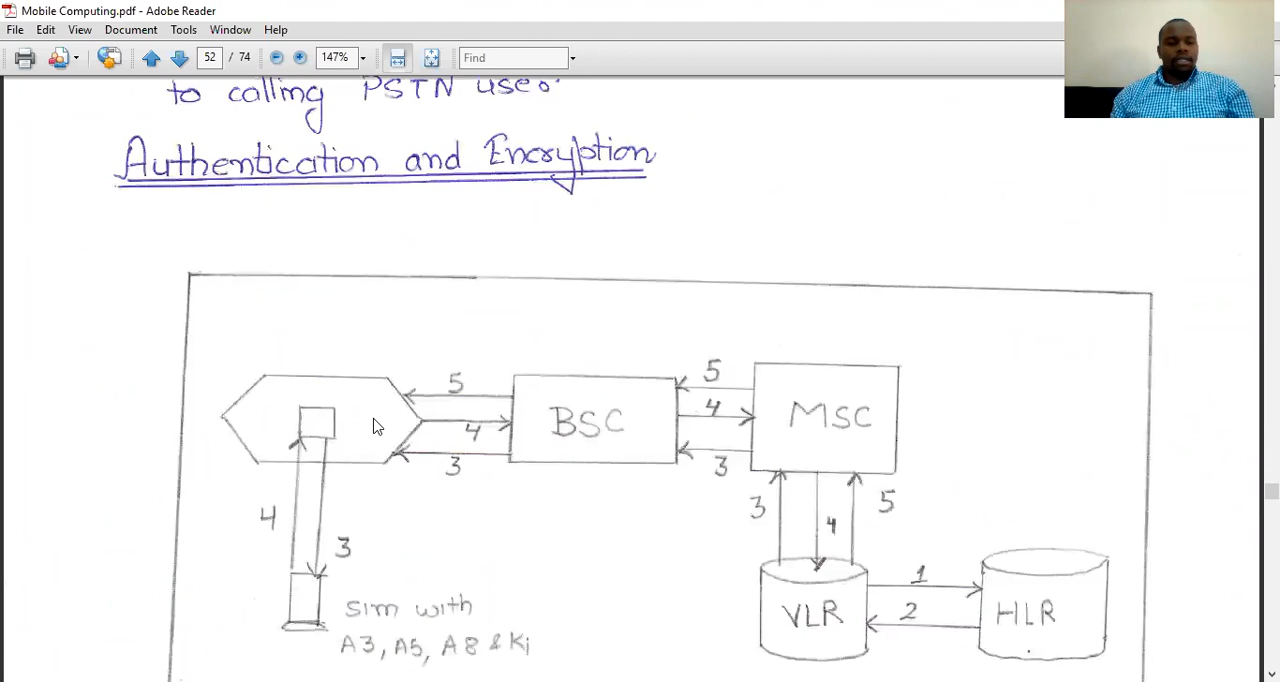 Mobile Computing.pdf - Adobe Reader
File Edit View Document Tools Window Help
52 / 74 147% Find
to calling PSTN user
Authentication and Encryption
5 5
BSC 4 MSC
4
3 3
3 4 5
4 3
1
VLR 2 HLR
Sim with
A3, A5, A8 & Ki